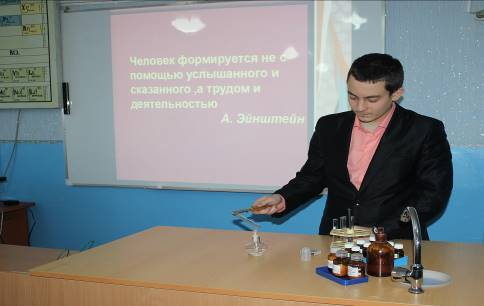 Человек формируется не с
помощью услышанного и
сказанного ,а трудом и
деятельностью
А. Эйнштейн